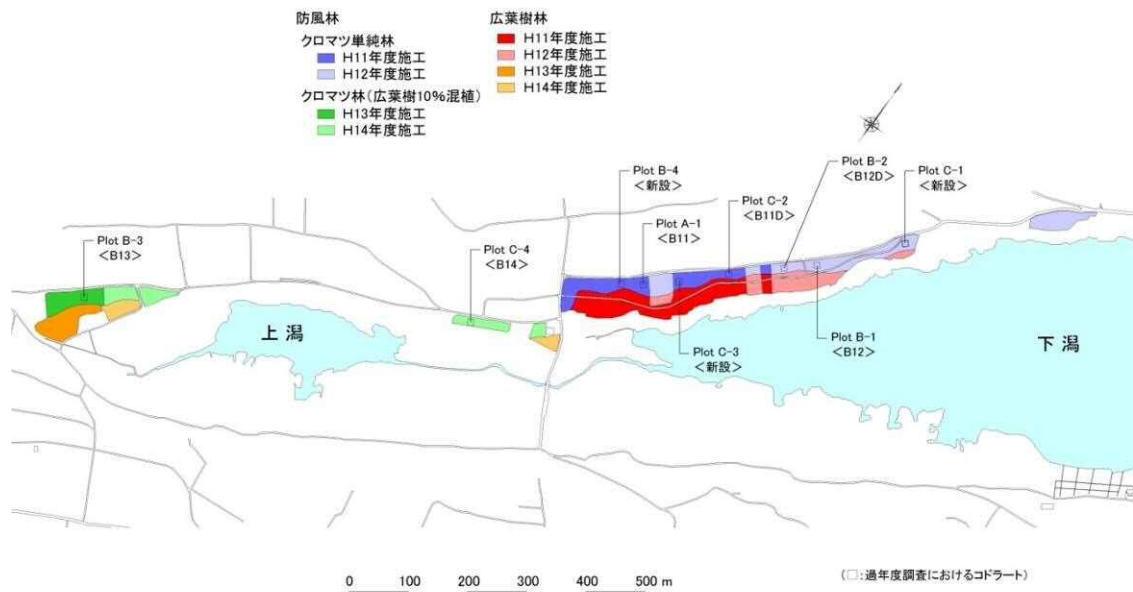 防風林
クロマツ単純林
H11年度施工
H12年度施工
クロマツ林(広葉樹10%混植)
H13年度施工
H14年度施工
広葉樹林
H11年度施工
H12年度施工
H13年度施工
H14年度施工
Plot B-4
<新設>
Plot B-2
<B12D>
Plot C-1
<新設>
Plot A-1
<B11>
Plot C-2
<B11D>
Plot B-3
<B13>
Plot C-4
<B14>
Plot C-3
<新設>
Plot B-1
<B12>
上潟
下潟
0 100 200 300 400 500 m
(□:過年度調査におけるコドラート)